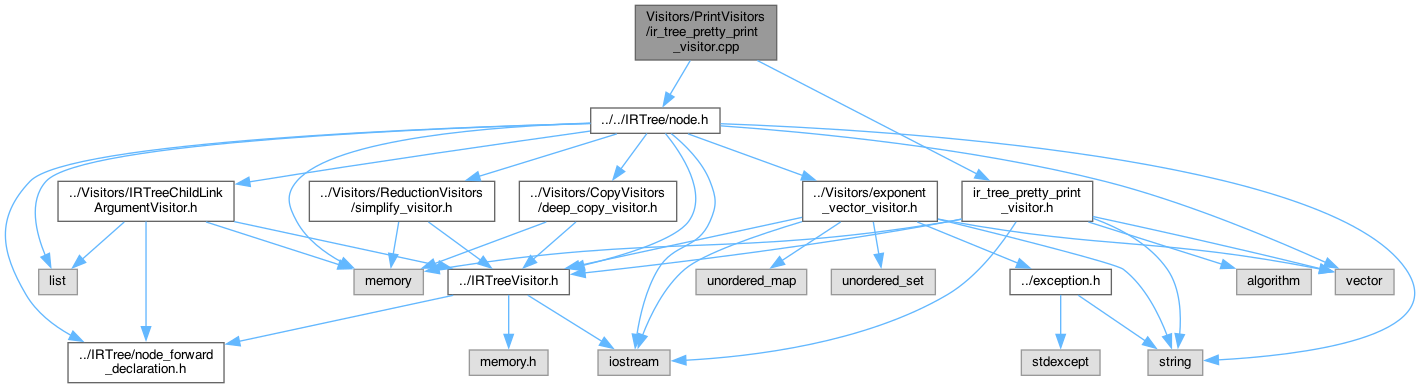 Visitors/PrintVisitors
/ir_tree_pretty_print
_visitor.cpp
../../IRTree/node.h
../Visitors/IRTreeChildLink
ArgumentVisitor.h
../Visitors/ReductionVisitors
/simplify_visitor.h
../Visitors/CopyVisitors
/deep_copy_visitor.h
../Visitors/exponent
_vector_visitor.h
ir_tree_pretty_print
_visitor.h
list
memory
../IRTreeVisitor.h
unordered_map
unordered_set
../exception.h
algorithm
vector
../IRTree/node_forward
_declaration.h
memory.h
iostream
stdexcept
string